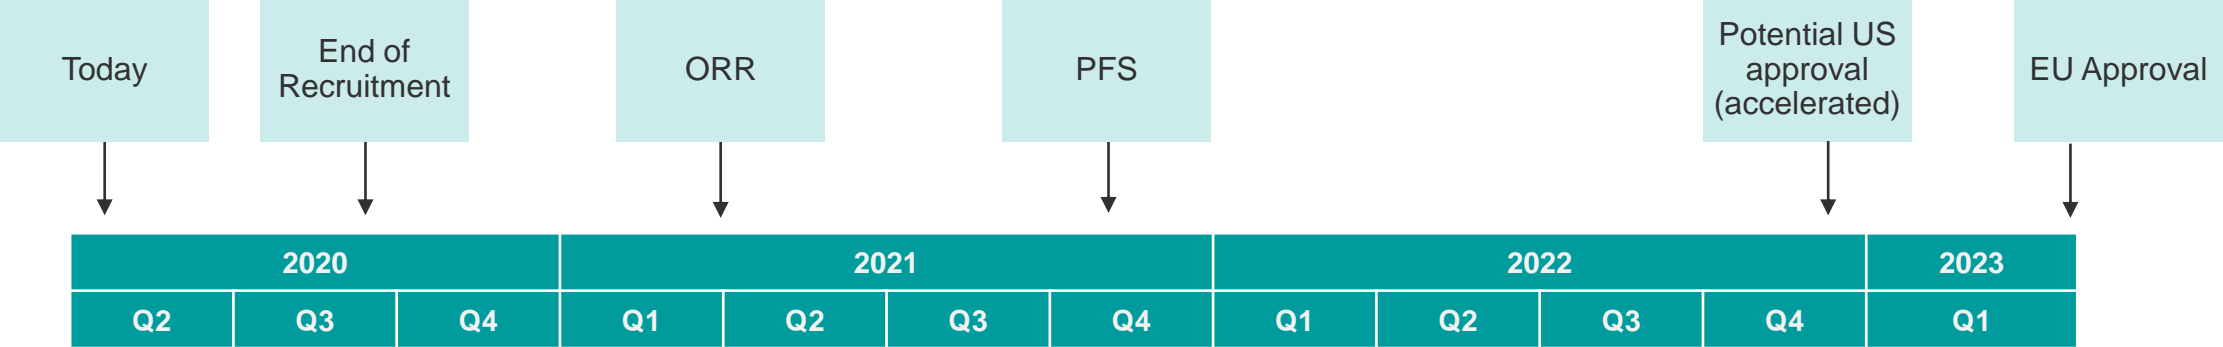 Today
End of
Recruitment
ORR
PFS
Potential US
approval
(accelerated)
EU Approval
2020 2021 2022 2023
Q2 Q3 Q4 Q1 Q2 Q3 Q4 Q1 Q2 Q3 Q4 Q1